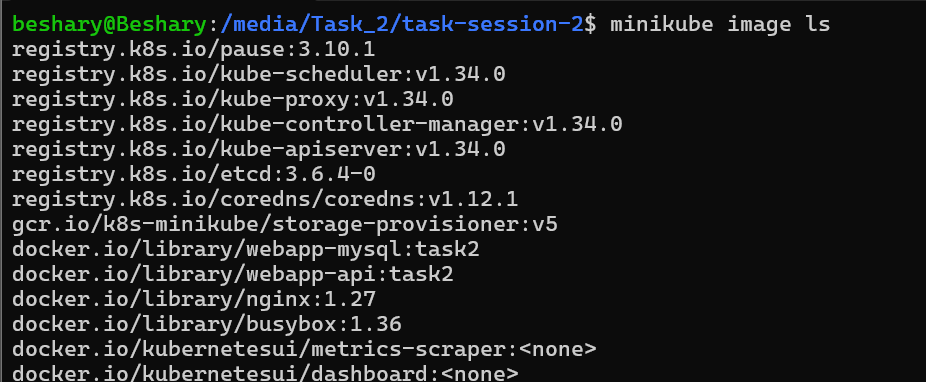 beshary@Beshary:/media/Task_2/task-session-2$ minikube image ls
registry.k8s.io/pause:3.10.1
registry.k8s.io/kube-scheduler:v1.34.0
registry.k8s.io/kube-proxy:v1.34.0
registry.k8s.io/kube-controller-manager:v1.34.0
registry.k8s.io/kube-apiserver:v1.34.0
registry.k8s.io/etcd:3.6.4-0
registry.k8s.io/coredns/coredns:v1.12.1
gcr.io/k8s-minikube/storage-provisioner:v5
docker.io/library/webapp-mysql:task2
docker.io/library/webapp-api:task2
docker.io/library/nginx:1.27
docker.io/library/busybox:1.36
docker.io/kubernetesui/metrics-scraper:<none>
docker.io/kubernetesui/dashboard:<none>